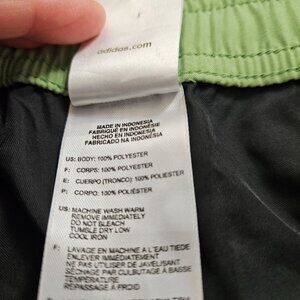 adidas.com
MADE IN INDONESIA
FABRIQUÉ EN INDONÉSIE
HECHO EN INDONESIA
FABRICADO NA INDONÉSIA
US: BODY: 100% POLYESTER
F: CORPS: 100% POLYESTER
E: CUERPO (TRONCO): 100% POLIÉSTER
P: CORPO: 100% POLIÉSTER
US: MACHINE WASH WARM
REMOVE IMMEDIATELY
DO NOT BLEACH
TUMBLE DRY LOW
COOL IRON
F: LAVAGE EN MACHINE A L'EAU TIEDE
ENLEVER IMMÉDIATEMENT
NE PAS UTILISER DE JAVELISANT
SÉCHAGE PAR CULBUTAGE À BASSE
TEMPÉRATURE
REPASSAGE À FROID